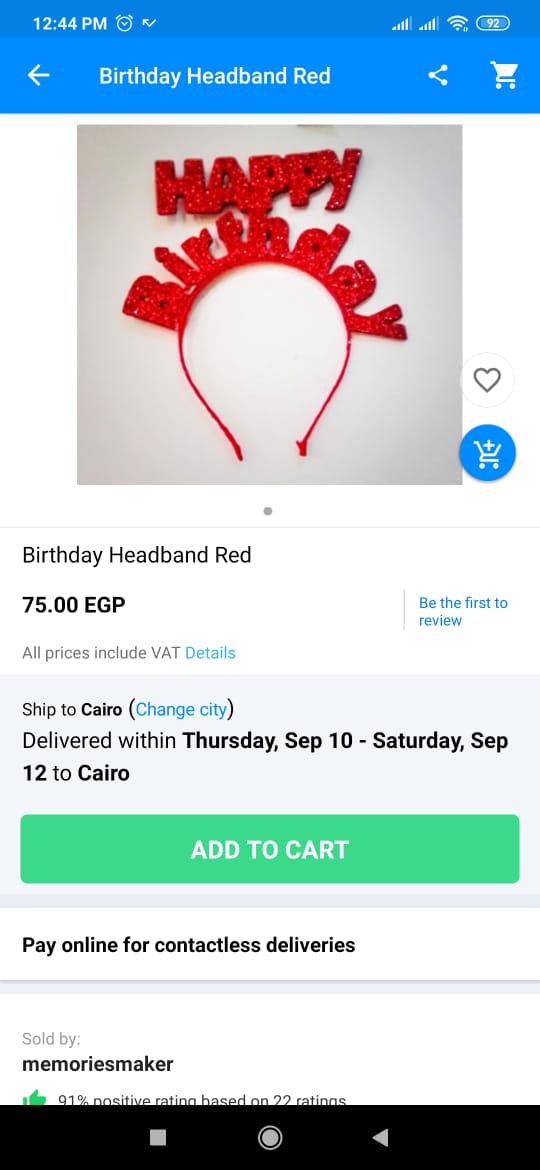 12:44 PM
92
Birthday Headband Red
HAPPY
Birthday
Birthday Headband Red
75.00 EGP
Be the first to
review
All prices include VAT Details
Ship to Cairo (Change city)
Delivered within Thursday, Sep 10 - Saturday, Sep
12 to Cairo
ADD TO CART
Pay online for contactless deliveries
Sold by:
memoriesmaker
91% positive rating based on 22 ratings